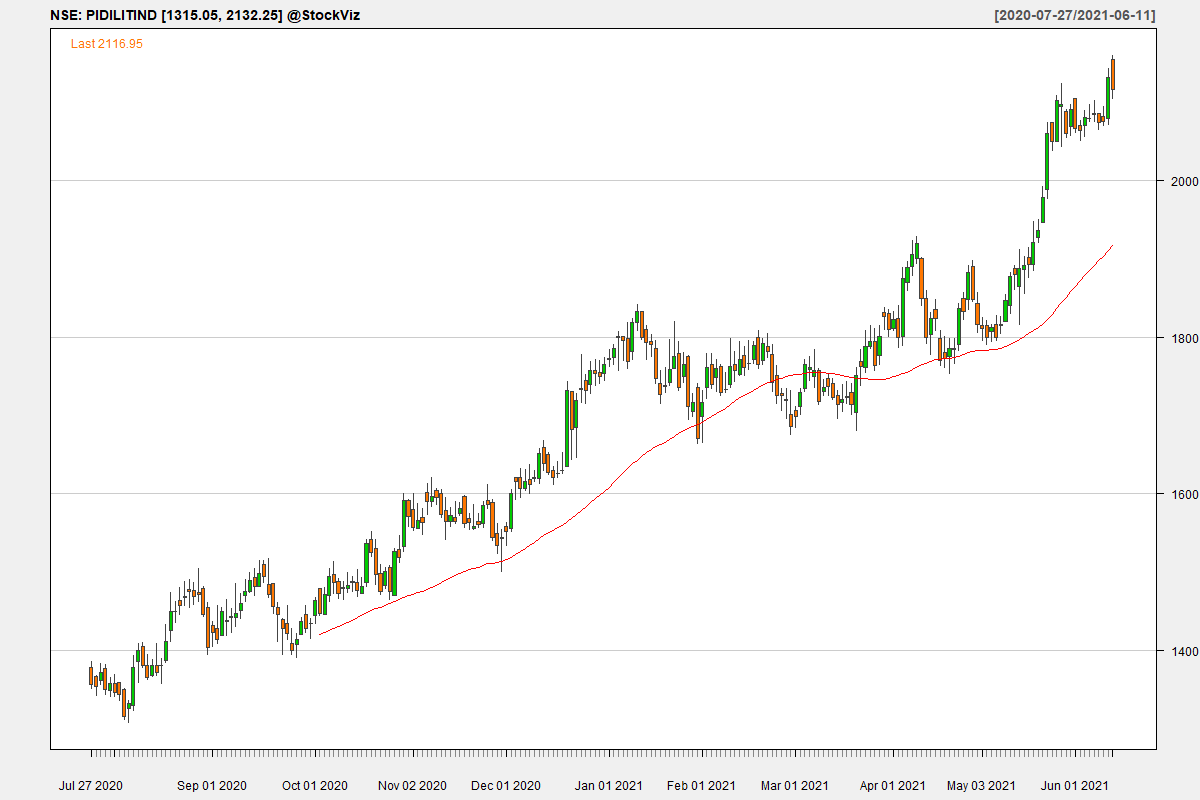 NSE: PIDILITIND [1315.05, 2132.25] @StockViz [2020-07-27/2021-06-11]
Last 2116.95
2000
1800
1600
1400
Jul 27 2020 Sep 01 2020 Oct 01 2020 Nov 02 2020 Dec 01 2020 Jan 01 2021 Feb 01 2021 Mar 01 2021 Apr 01 2021 May 03 2021 Jun 01 2021